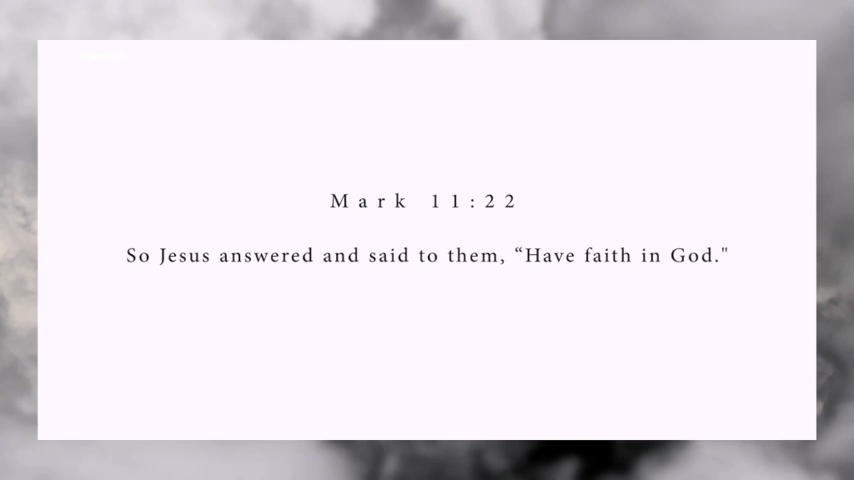 Mark 11:22
So Jesus answered and said to them, “Have faith in God."